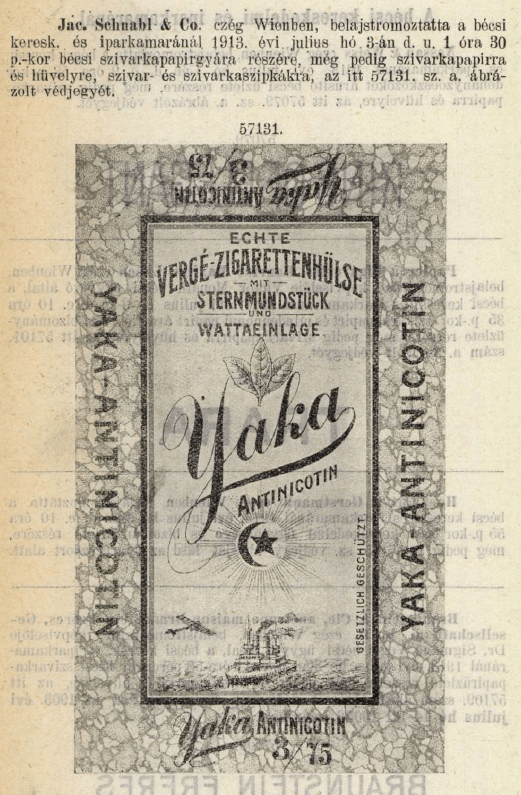 Jac. Schnabl & Co. czég Wienben, belajstromoztatta a bécsi
keresk. és iparkamaránál 1913. évi julius hó 3-án d. u. 1 óra 30
p.-kor bécsi szivarkapapirgyára részére, még pedig szivarkapapirra
és hüvelyre, szivar- és szivarkaszipkákra, az itt 57131. sz. a. ábrá-
zolt védjegyét.
57131.
3/75
Yaka ANTINICOTIN
ECHTE
VERGÉ-ZIGARETTENHÜLSE
MIT
STERNMUNDSTÜCK
UND
WATTAEINLAGE
Yaka
ANTINICOTIN
GESETZLICH GESCHÜTZT
YAKA-ANTINICOTIN
YAKA-ANTINICOTIN
Yaka ANTINICOTIN
3/75